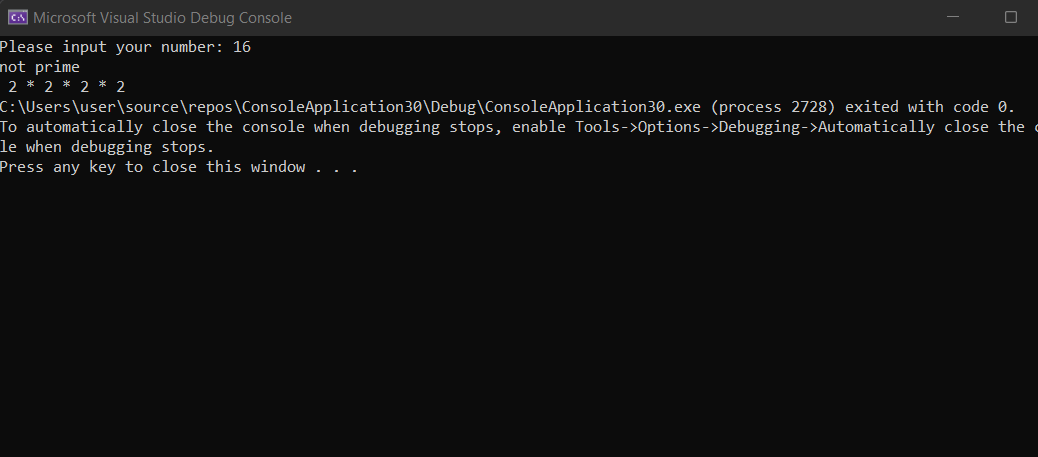 Microsoft Visual Studio Debug Console
Please input your number: 16
not prime
 2 * 2 * 2 * 2
C:\Users\user\source\repos\ConsoleApplication30\Debug\ConsoleApplication30.exe (process 2728) exited with code 0.
To automatically close the console when debugging stops, enable Tools->Options->Debugging->Automatically close the
le when debugging stops.
Press any key to close this window . . .